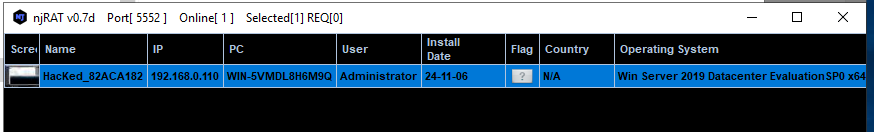 njRAT v0.7d Port[ 5552 ] Online[ 1 ] Selected[1] REQ[0]
Scree Name IP PC User Install Date Flag Country Operating System
HacKed_82ACA182 192.168.0.110 WIN-5VMDL8H6M9Q Administrator 24-11-06 ? N/A Win Server 2019 Datacenter EvaluationSP0 x64